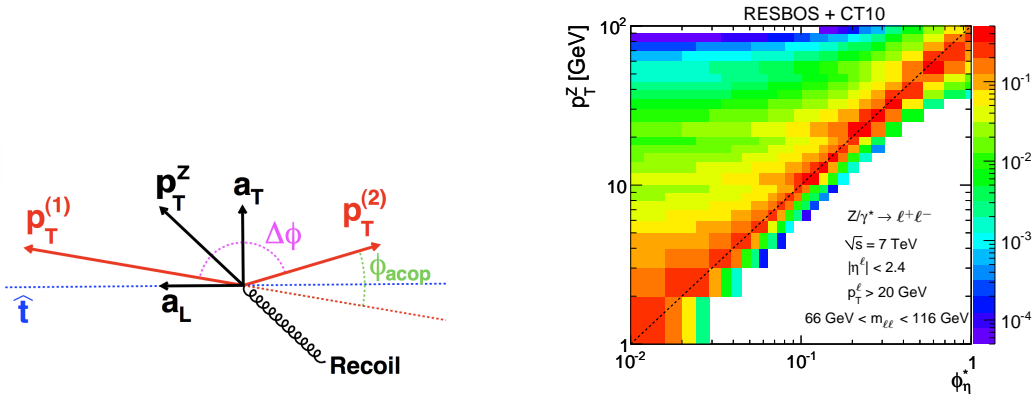 p_T^(1)
p_T^Z
a_T
p_T^(2)
Δϕ
ϕ_acop
t̂
a_L
Recoil
RESBOS + CT10
p_T^Z [GeV]
10^2
10
1
10^-2
10^-1
1
ϕ_η^*
Z/γ* → ℓ+ℓ−
√s = 7 TeV
|η^ℓ| < 2.4
p_T^ℓ > 20 GeV
66 GeV < m_ℓℓ < 116 GeV
10^-1
10^-2
10^-3
10^-4